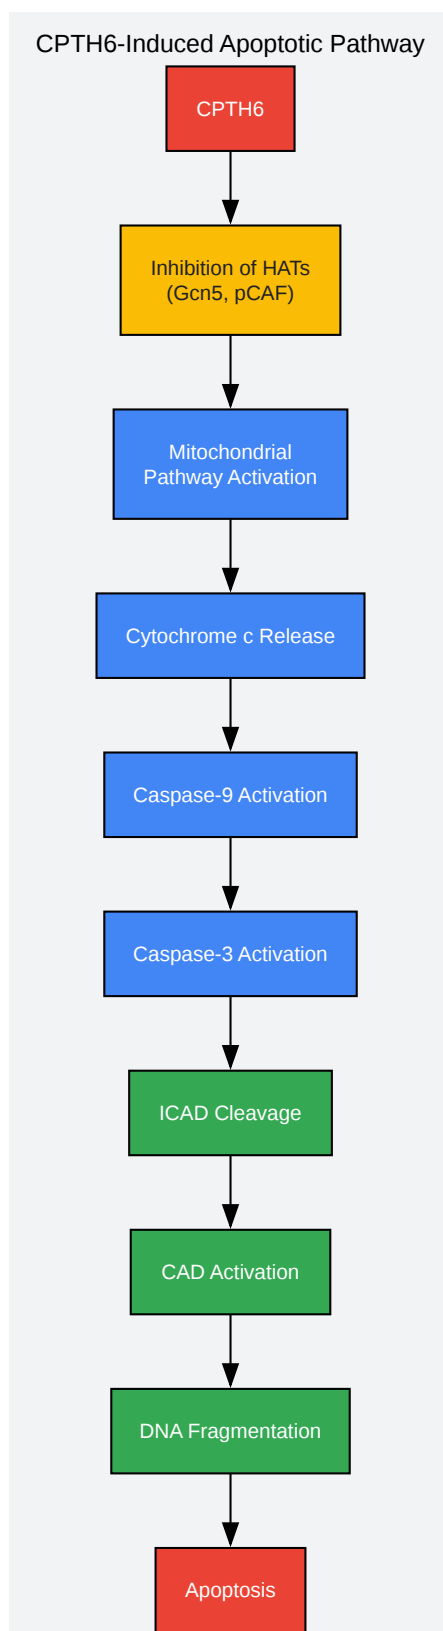 CPTH6-Induced Apoptotic Pathway
CPTH6
Inhibition of HATs
(Gcn5, pCAF)
Mitochondrial
Pathway Activation
Cytochrome c Release
Caspase-9 Activation
Caspase-3 Activation
ICAD Cleavage
CAD Activation
DNA Fragmentation
Apoptosis